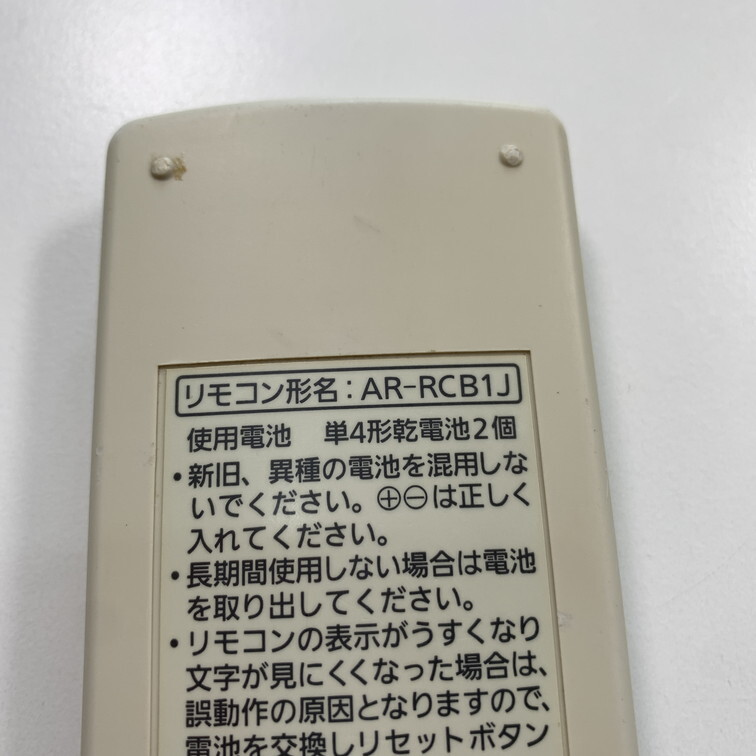 リモコン形名：AR-RCB1J
使用電池　単4形乾電池2個
・新旧、異種の電池を混用しな
いでください。⊕⊖は正しく
入れてください。
・長期間使用しない場合は電池
を取り出してください。
・リモコンの表示がうすくなり
文字が見にくくなった場合は、
誤動作の原因となりますので、
電池を交換しリセットボタン